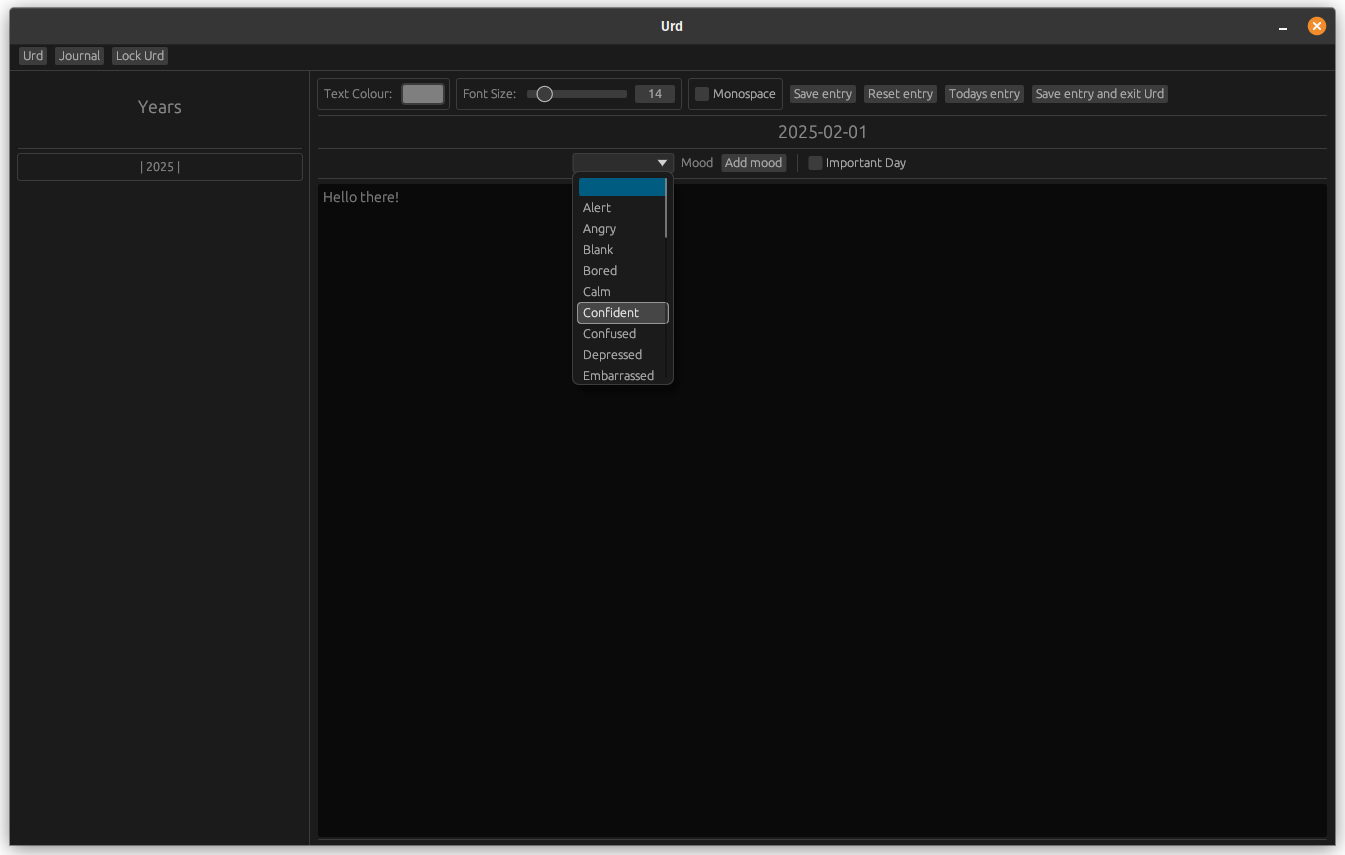 Urd
Urd Journal Lock Urd
Years
| 2025 |
Text Colour: Font Size: 14 Monospace Save entry Reset entry Todays entry Save entry and exit Urd
2025-02-01
Mood Add mood Important Day
Alert
Angry
Blank
Bored
Calm
Confident
Confused
Depressed
Embarrassed
Hello there!